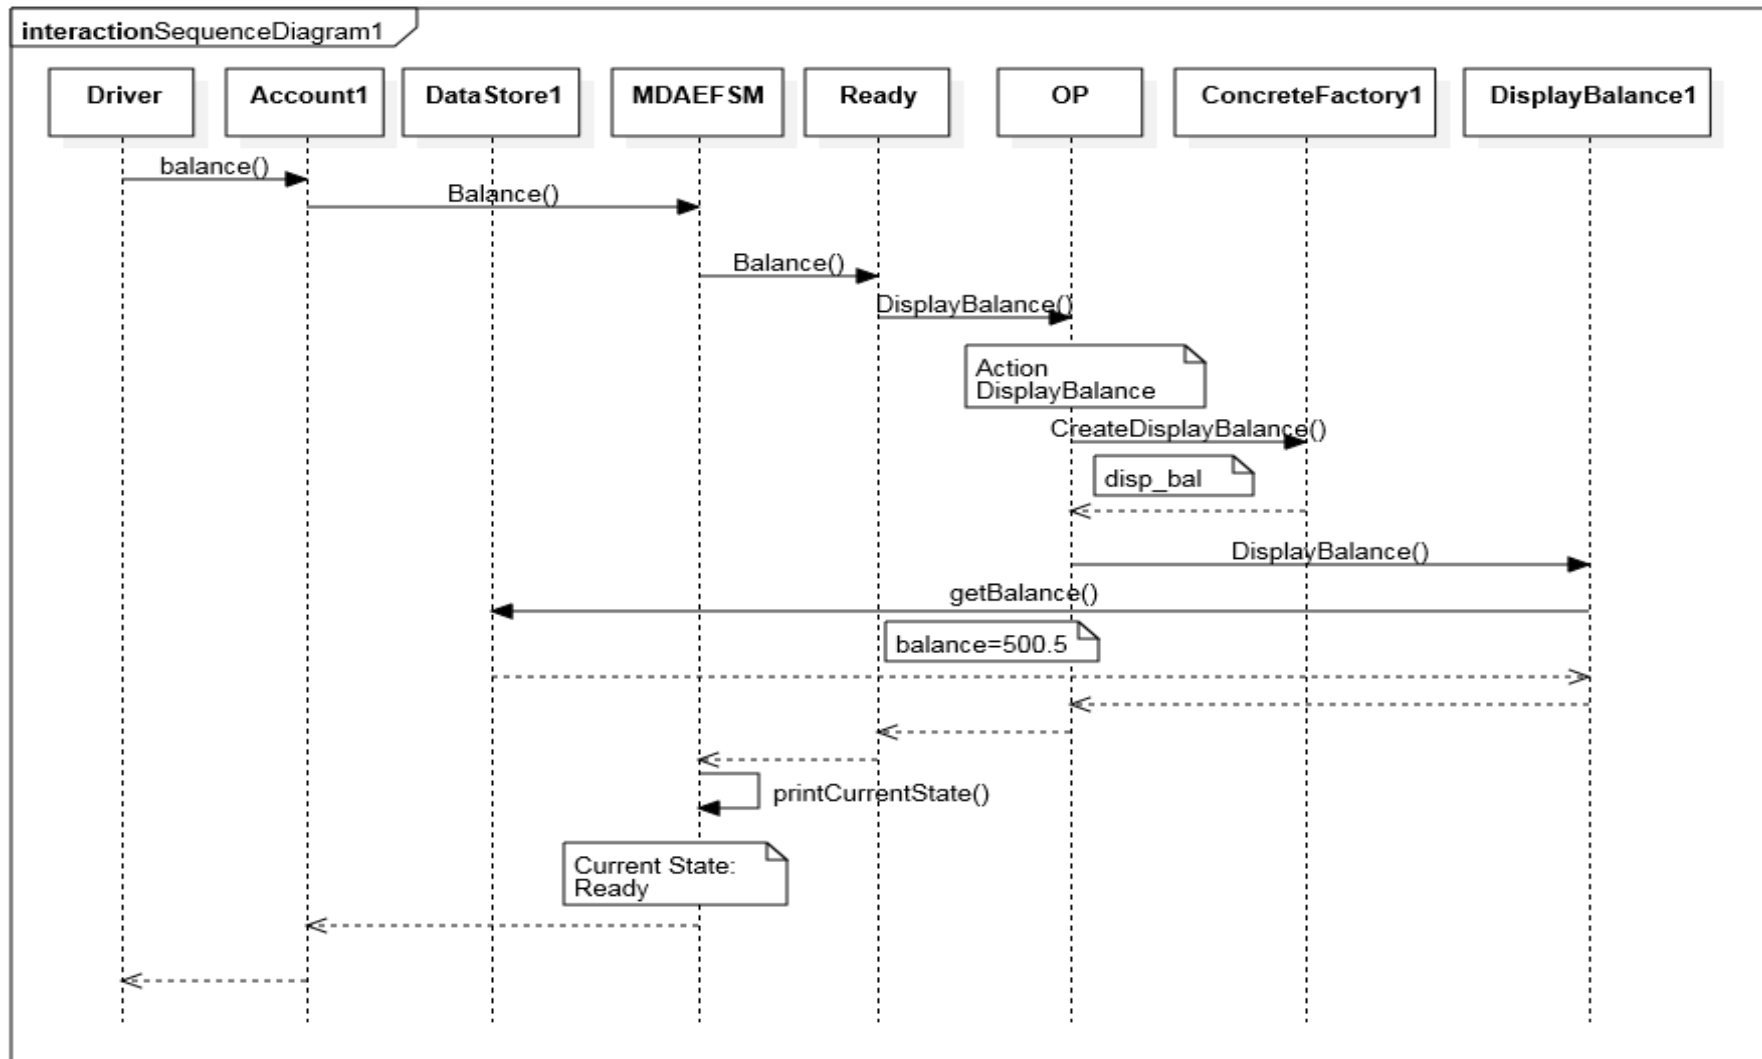 interactionSequenceDiagram1
Driver
Account1
DataStore1
MDAEFSM
Ready
OP
ConcreteFactory1
DisplayBalance1
balance()
Balance()
Balance()
DisplayBalance()
Action
DisplayBalance
CreateDisplayBalance()
disp_bal
DisplayBalance()
getBalance()
balance=500.5
printCurrentState()
Current State:
Ready